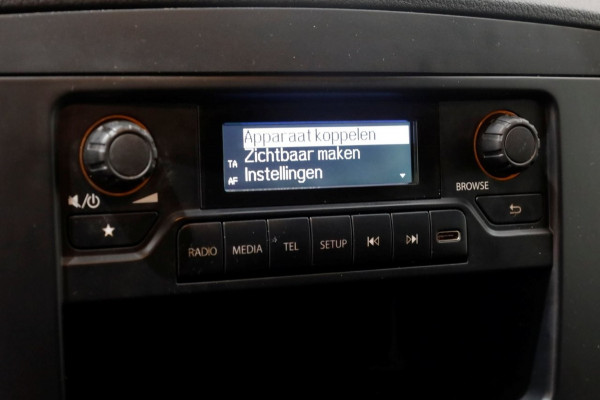 Apparaat koppelen
TA Zichtbaar maken
AF Instellingen
BROWSE
RADIO MEDIA TEL SETUP